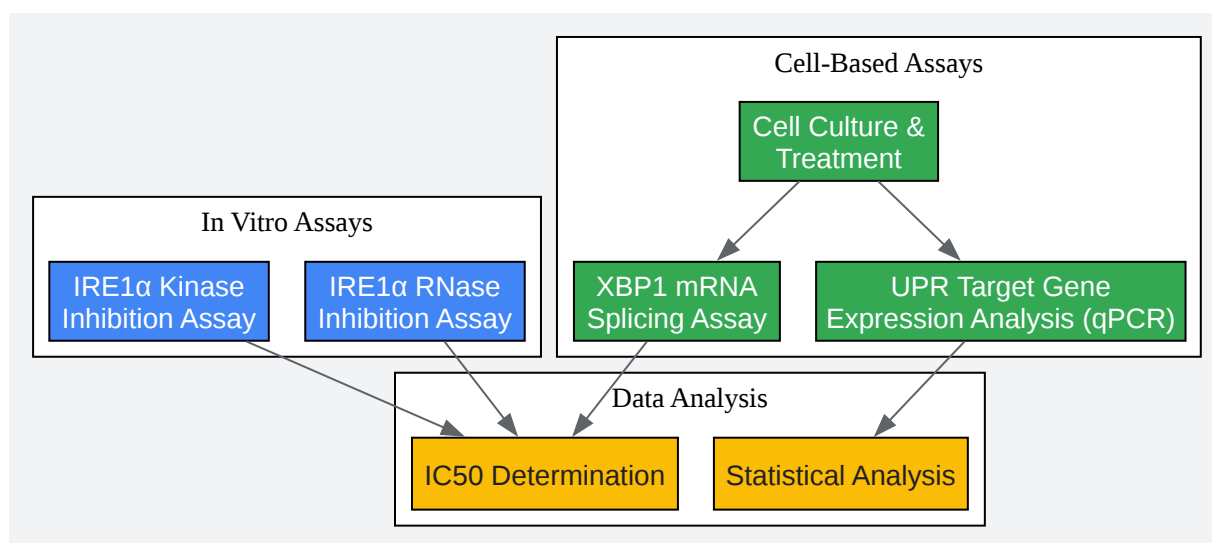 Cell-Based Assays
Cell Culture &
Treatment
In Vitro Assays
IRE1α Kinase
Inhibition Assay
IRE1α RNase
Inhibition Assay
XBP1 mRNA
Splicing Assay
UPR Target Gene
Expression Analysis (qPCR)
Data Analysis
IC50 Determination
Statistical Analysis